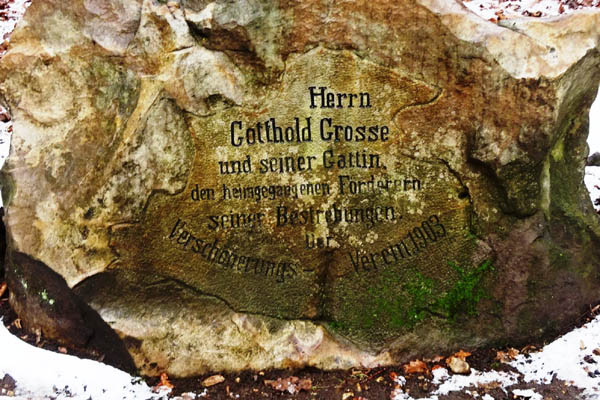 Herrn
Gotthold Grosse
und seiner Gattin,
den heimgegangenen Förderern
seiner Bestrebungen.
Der
Verschönerungs-Verein. 1903